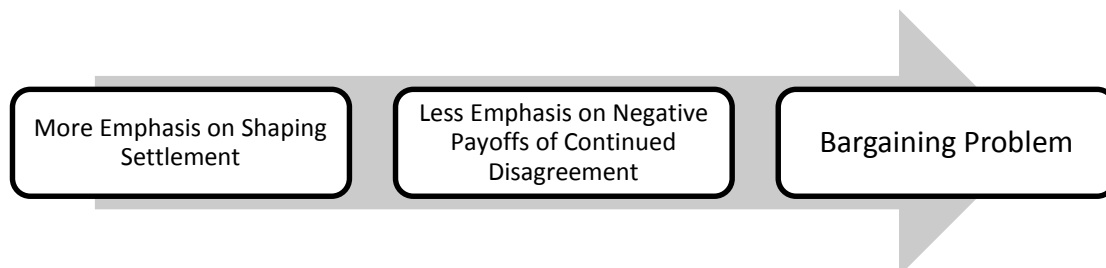 More Emphasis on Shaping
Settlement
Less Emphasis on Negative
Payoffs of Continued
Disagreement
Bargaining Problem